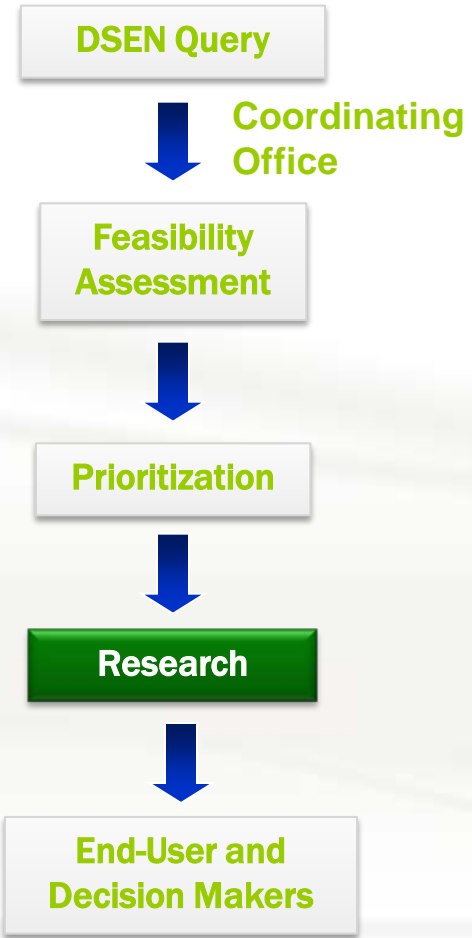 DSEN Query
Coordinating
Office
Feasibility
Assessment
Prioritization
Research
End-User and
Decision Makers